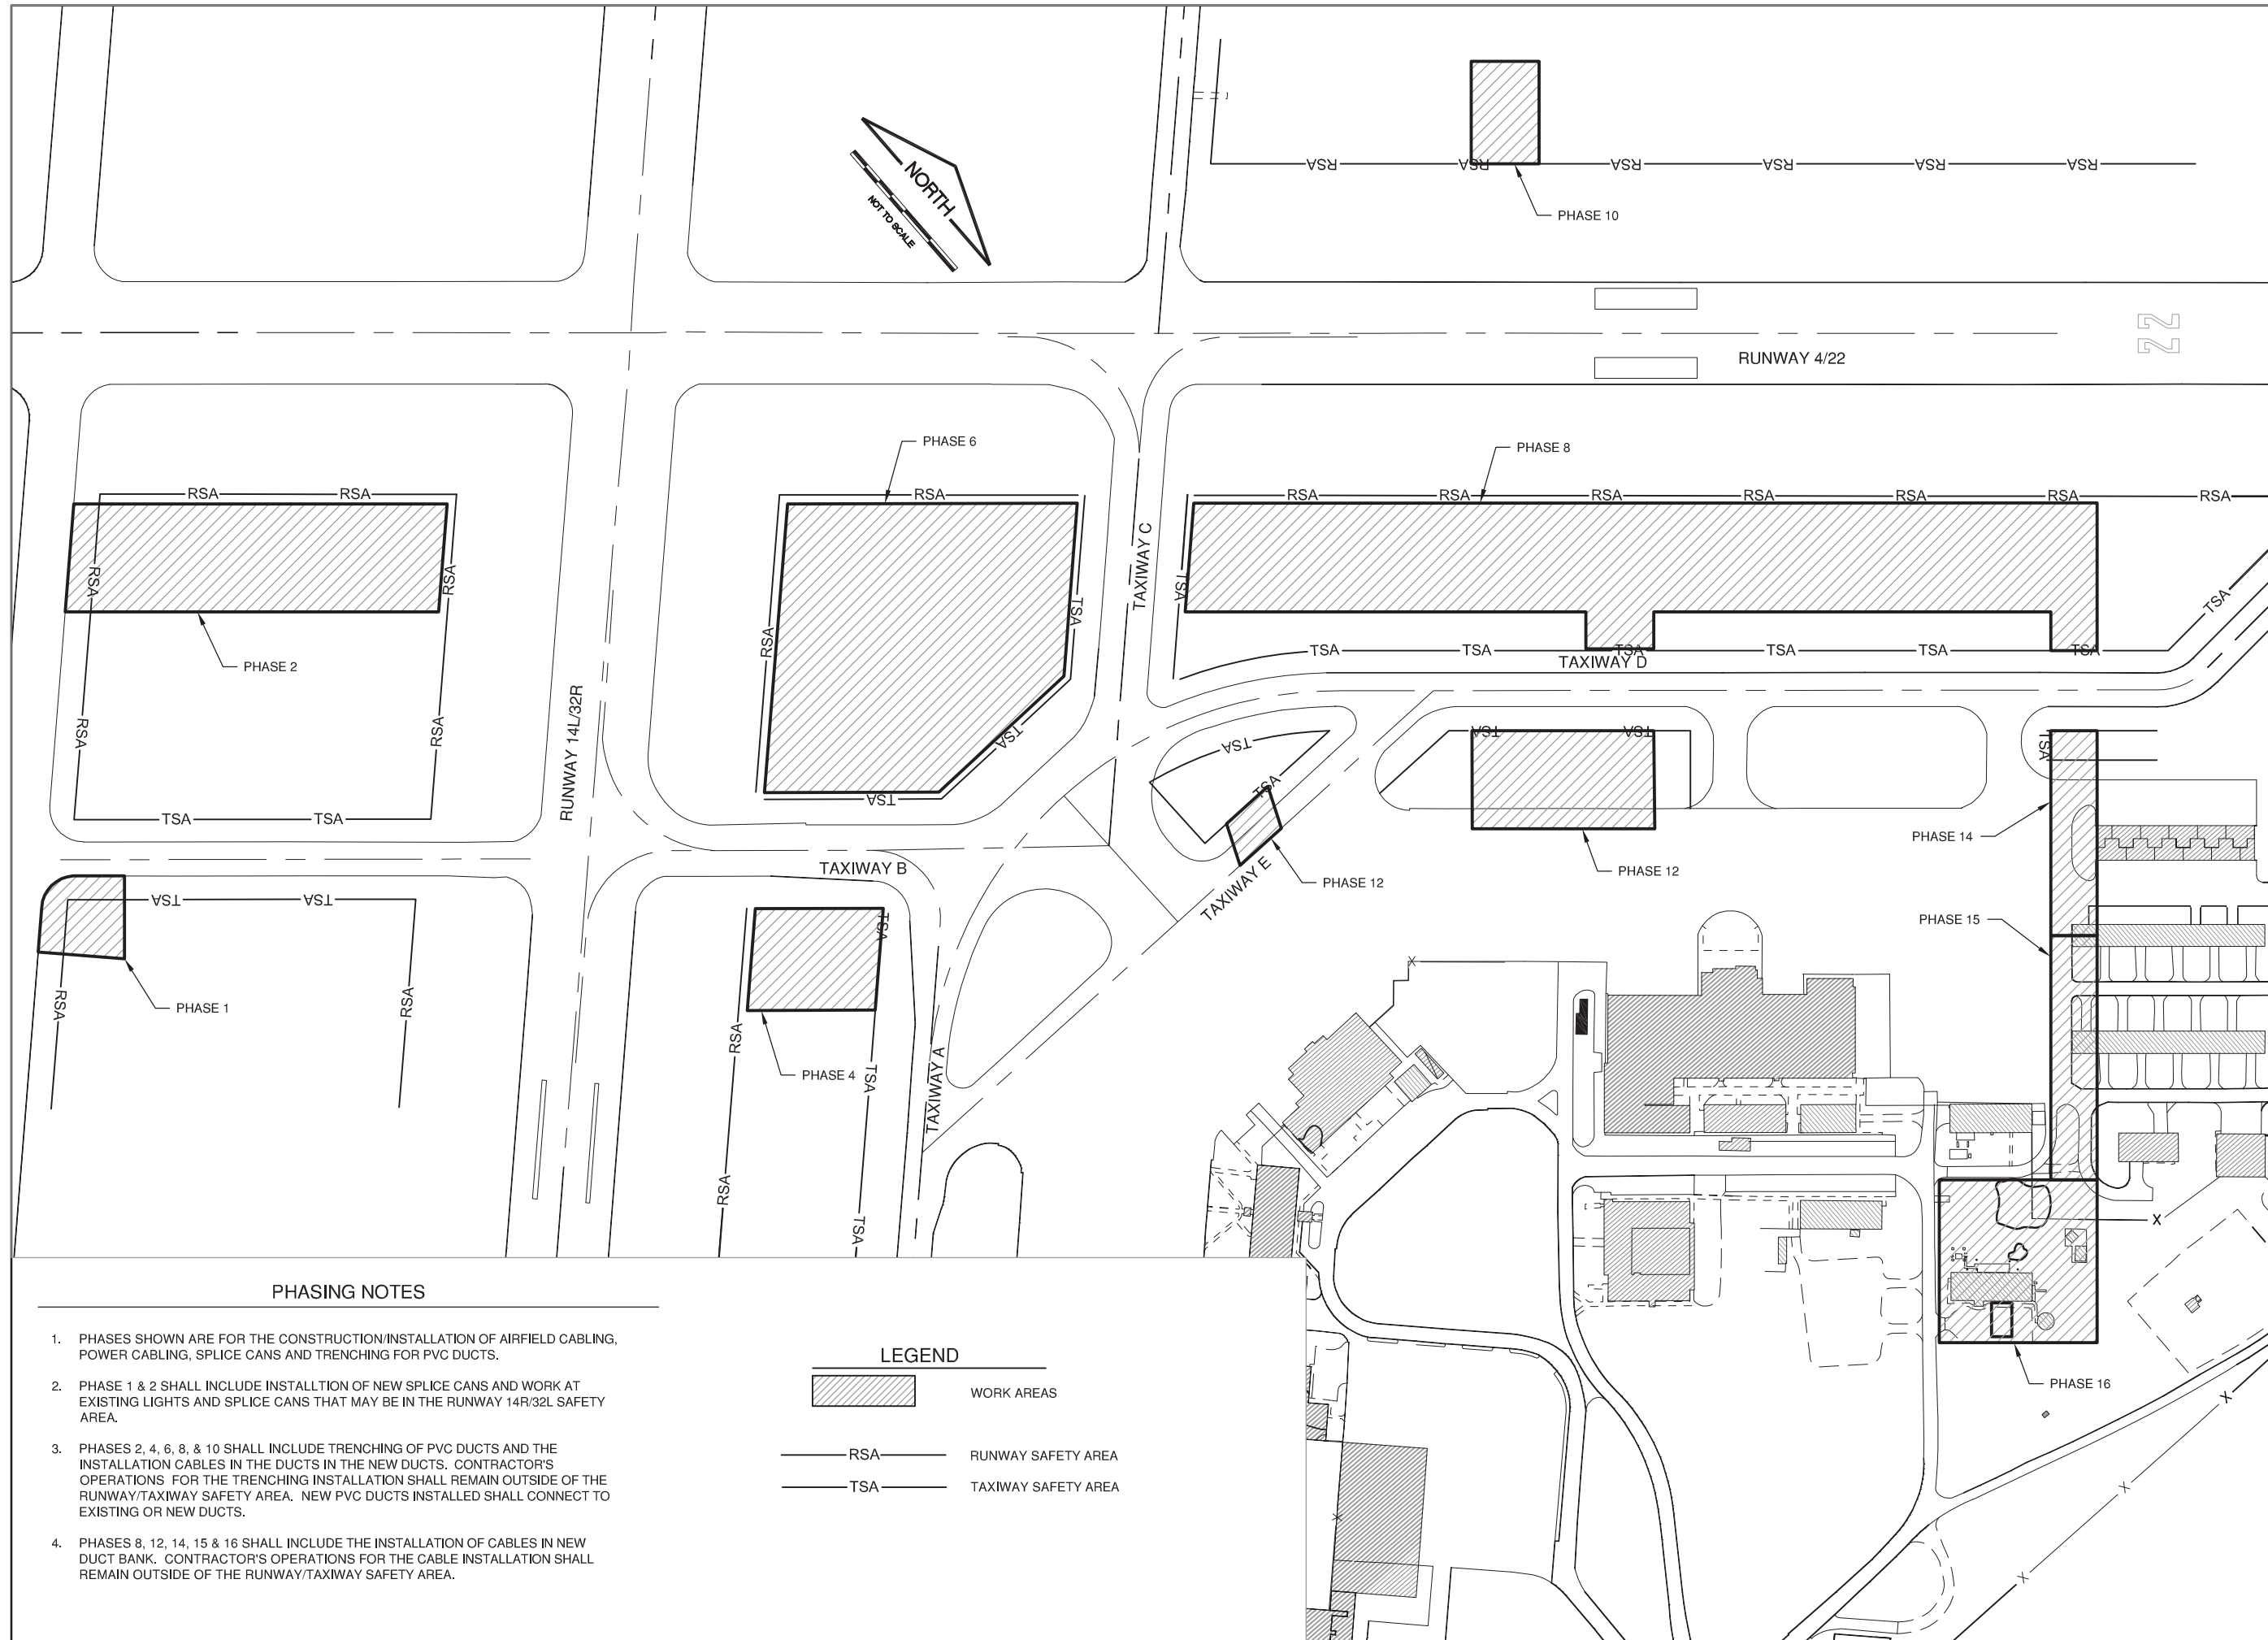 NORTH
NOT TO SCALE
RSA RSA RSA RSA RSA RSA
PHASE 10
22
RUNWAY 4/22
PHASE 6
PHASE 8
RSA RSA
RSA
RSA RSA RSA RSA RSA RSA RSA
RSA
RSA
TSA
TSA
TAXIWAY C
TSA
RSA
PHASE 2
TSA TSA TSA TSA TSA TSA
TAXIWAY D
RSA
RSA
RUNWAY 14L/32R
TSA
TSA
TSA TSA
TSA
TSA
TSA
TSA TSA
PHASE 14
TAXIWAY B
PHASE 12
PHASE 12
TAXIWAY E
TSA TSA
TSA
PHASE 15
RSA
RSA
PHASE 1
RSA
PHASE 4
TSA
TAXIWAY A
RSA
TSA
X
X
X
X
X
X
PHASE 16
PHASING NOTES
1. PHASES SHOWN ARE FOR THE CONSTRUCTION/INSTALLATION OF AIRFIELD CABLING,
POWER CABLING, SPLICE CANS AND TRENCHING FOR PVC DUCTS.
2. PHASE 1 & 2 SHALL INCLUDE INSTALLTION OF NEW SPLICE CANS AND WORK AT
EXISTING LIGHTS AND SPLICE CANS THAT MAY BE IN THE RUNWAY 14R/32L SAFETY
AREA.
3. PHASES 2, 4, 6, 8, & 10 SHALL INCLUDE TRENCHING OF PVC DUCTS AND THE
INSTALLATION CABLES IN THE DUCTS IN THE NEW DUCTS. CONTRACTOR'S
OPERATIONS FOR THE TRENCHING INSTALLATION SHALL REMAIN OUTSIDE OF THE
RUNWAY/TAXIWAY SAFETY AREA. NEW PVC DUCTS INSTALLED SHALL CONNECT TO
EXISTING OR NEW DUCTS.
4. PHASES 8, 12, 14, 15 & 16 SHALL INCLUDE THE INSTALLATION OF CABLES IN NEW
DUCT BANK. CONTRACTOR'S OPERATIONS FOR THE CABLE INSTALLATION SHALL
REMAIN OUTSIDE OF THE RUNWAY/TAXIWAY SAFETY AREA.
LEGEND
WORK AREAS
RSA RUNWAY SAFETY AREA
TSA TAXIWAY SAFETY AREA